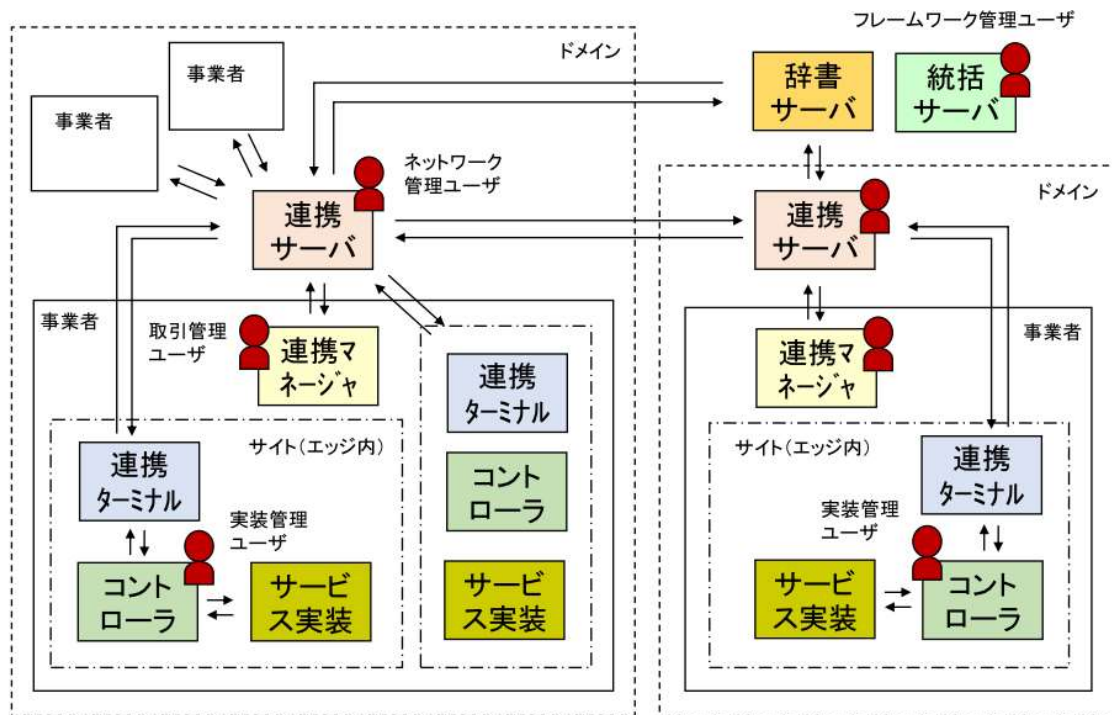 フレームワーク管理ユーザ
ドメイン
事業者
事業者
辞書
サーバ
統括
サーバ
ネットワーク
管理ユーザ
連携
サーバ
ドメイン
連携
サーバ
事業者
取引管理
ユーザ
連携マ
ネージャ
連携
ターミナル
サイト(エッジ内)
連携
ターミナル
コント
ローラ
実装管理
ユーザ
コント
ローラ
サービ
ス実装
サービ
ス実装
事業者
連携マ
ネージャ
サイト(エッジ内)
連携
ターミナル
実装管理
ユーザ
サービ
ス実装
コント
ローラ